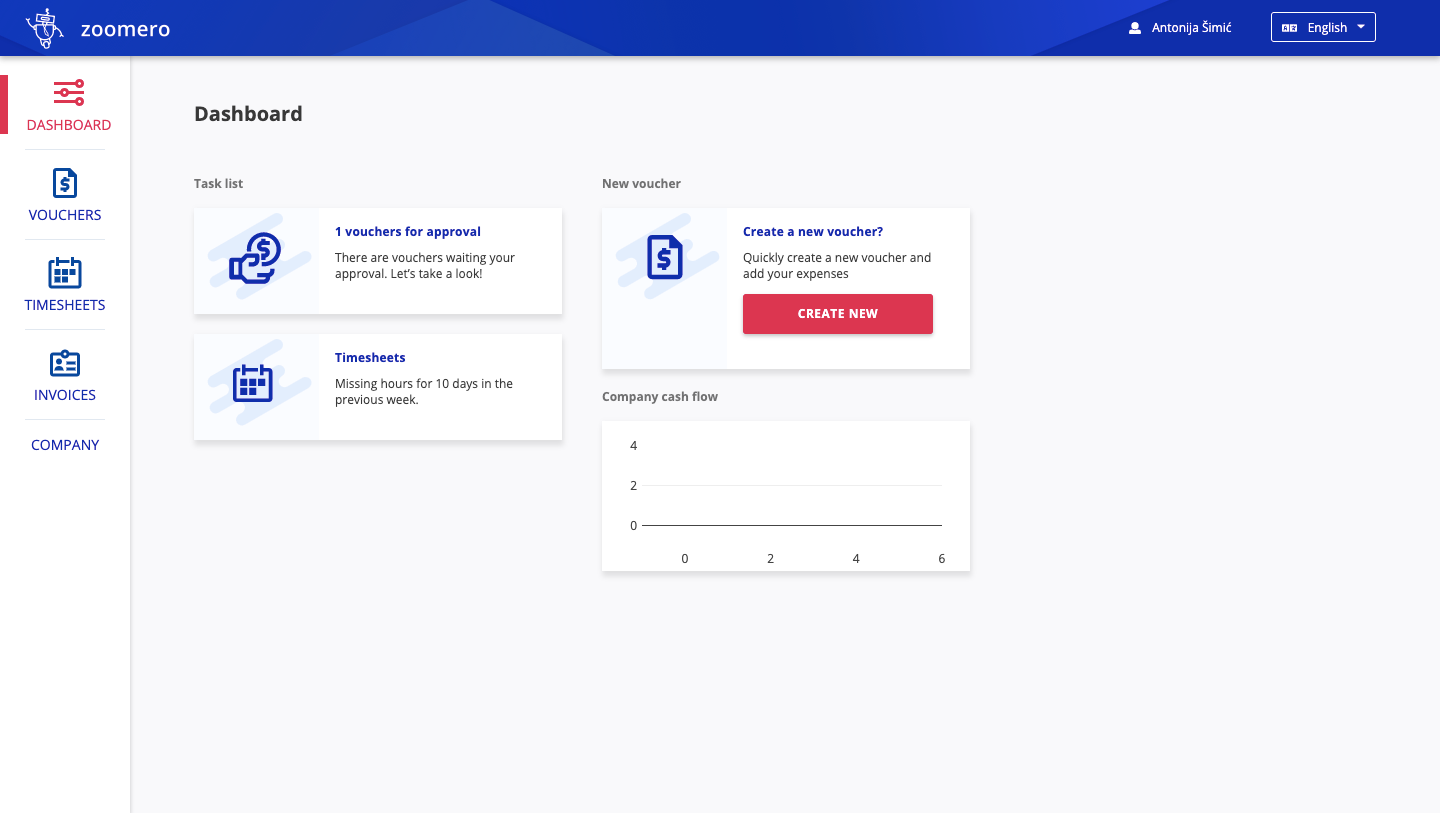 zoomero
Antonija Šimić
English
DASHBOARD
VOUCHERS
TIMESHEETS
INVOICES
COMPANY
Dashboard
Task list
1 vouchers for approval
There are vouchers waiting your
approval. Let's take a look!
Timesheets
Missing hours for 10 days in the
previous week.
New voucher
Create a new voucher?
Quickly create a new voucher and
add your expenses
CREATE NEW
Company cash flow
4
2
0
0 2 4 6